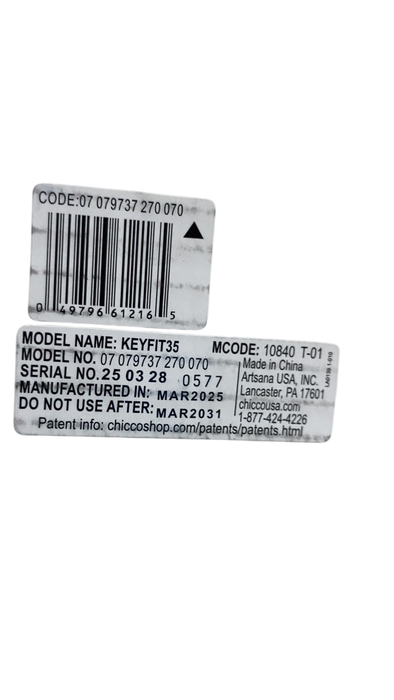 CODE:07 079737 270 070
0 49796 61216 5
MODEL NAME: KEYFIT35
MCODE: 10840 T-01
MODEL NO. 07 079737 270 070
SERIAL NO. 25 03 28 0577
MANUFACTURED IN: MAR2025
DO NOT USE AFTER: MAR2031
Made in China
Artsana USA, INC.
Lancaster, PA 17601
chiccousa.com
1-877-424-4226
Patent info: chiccoshop.com/patents/patents.html